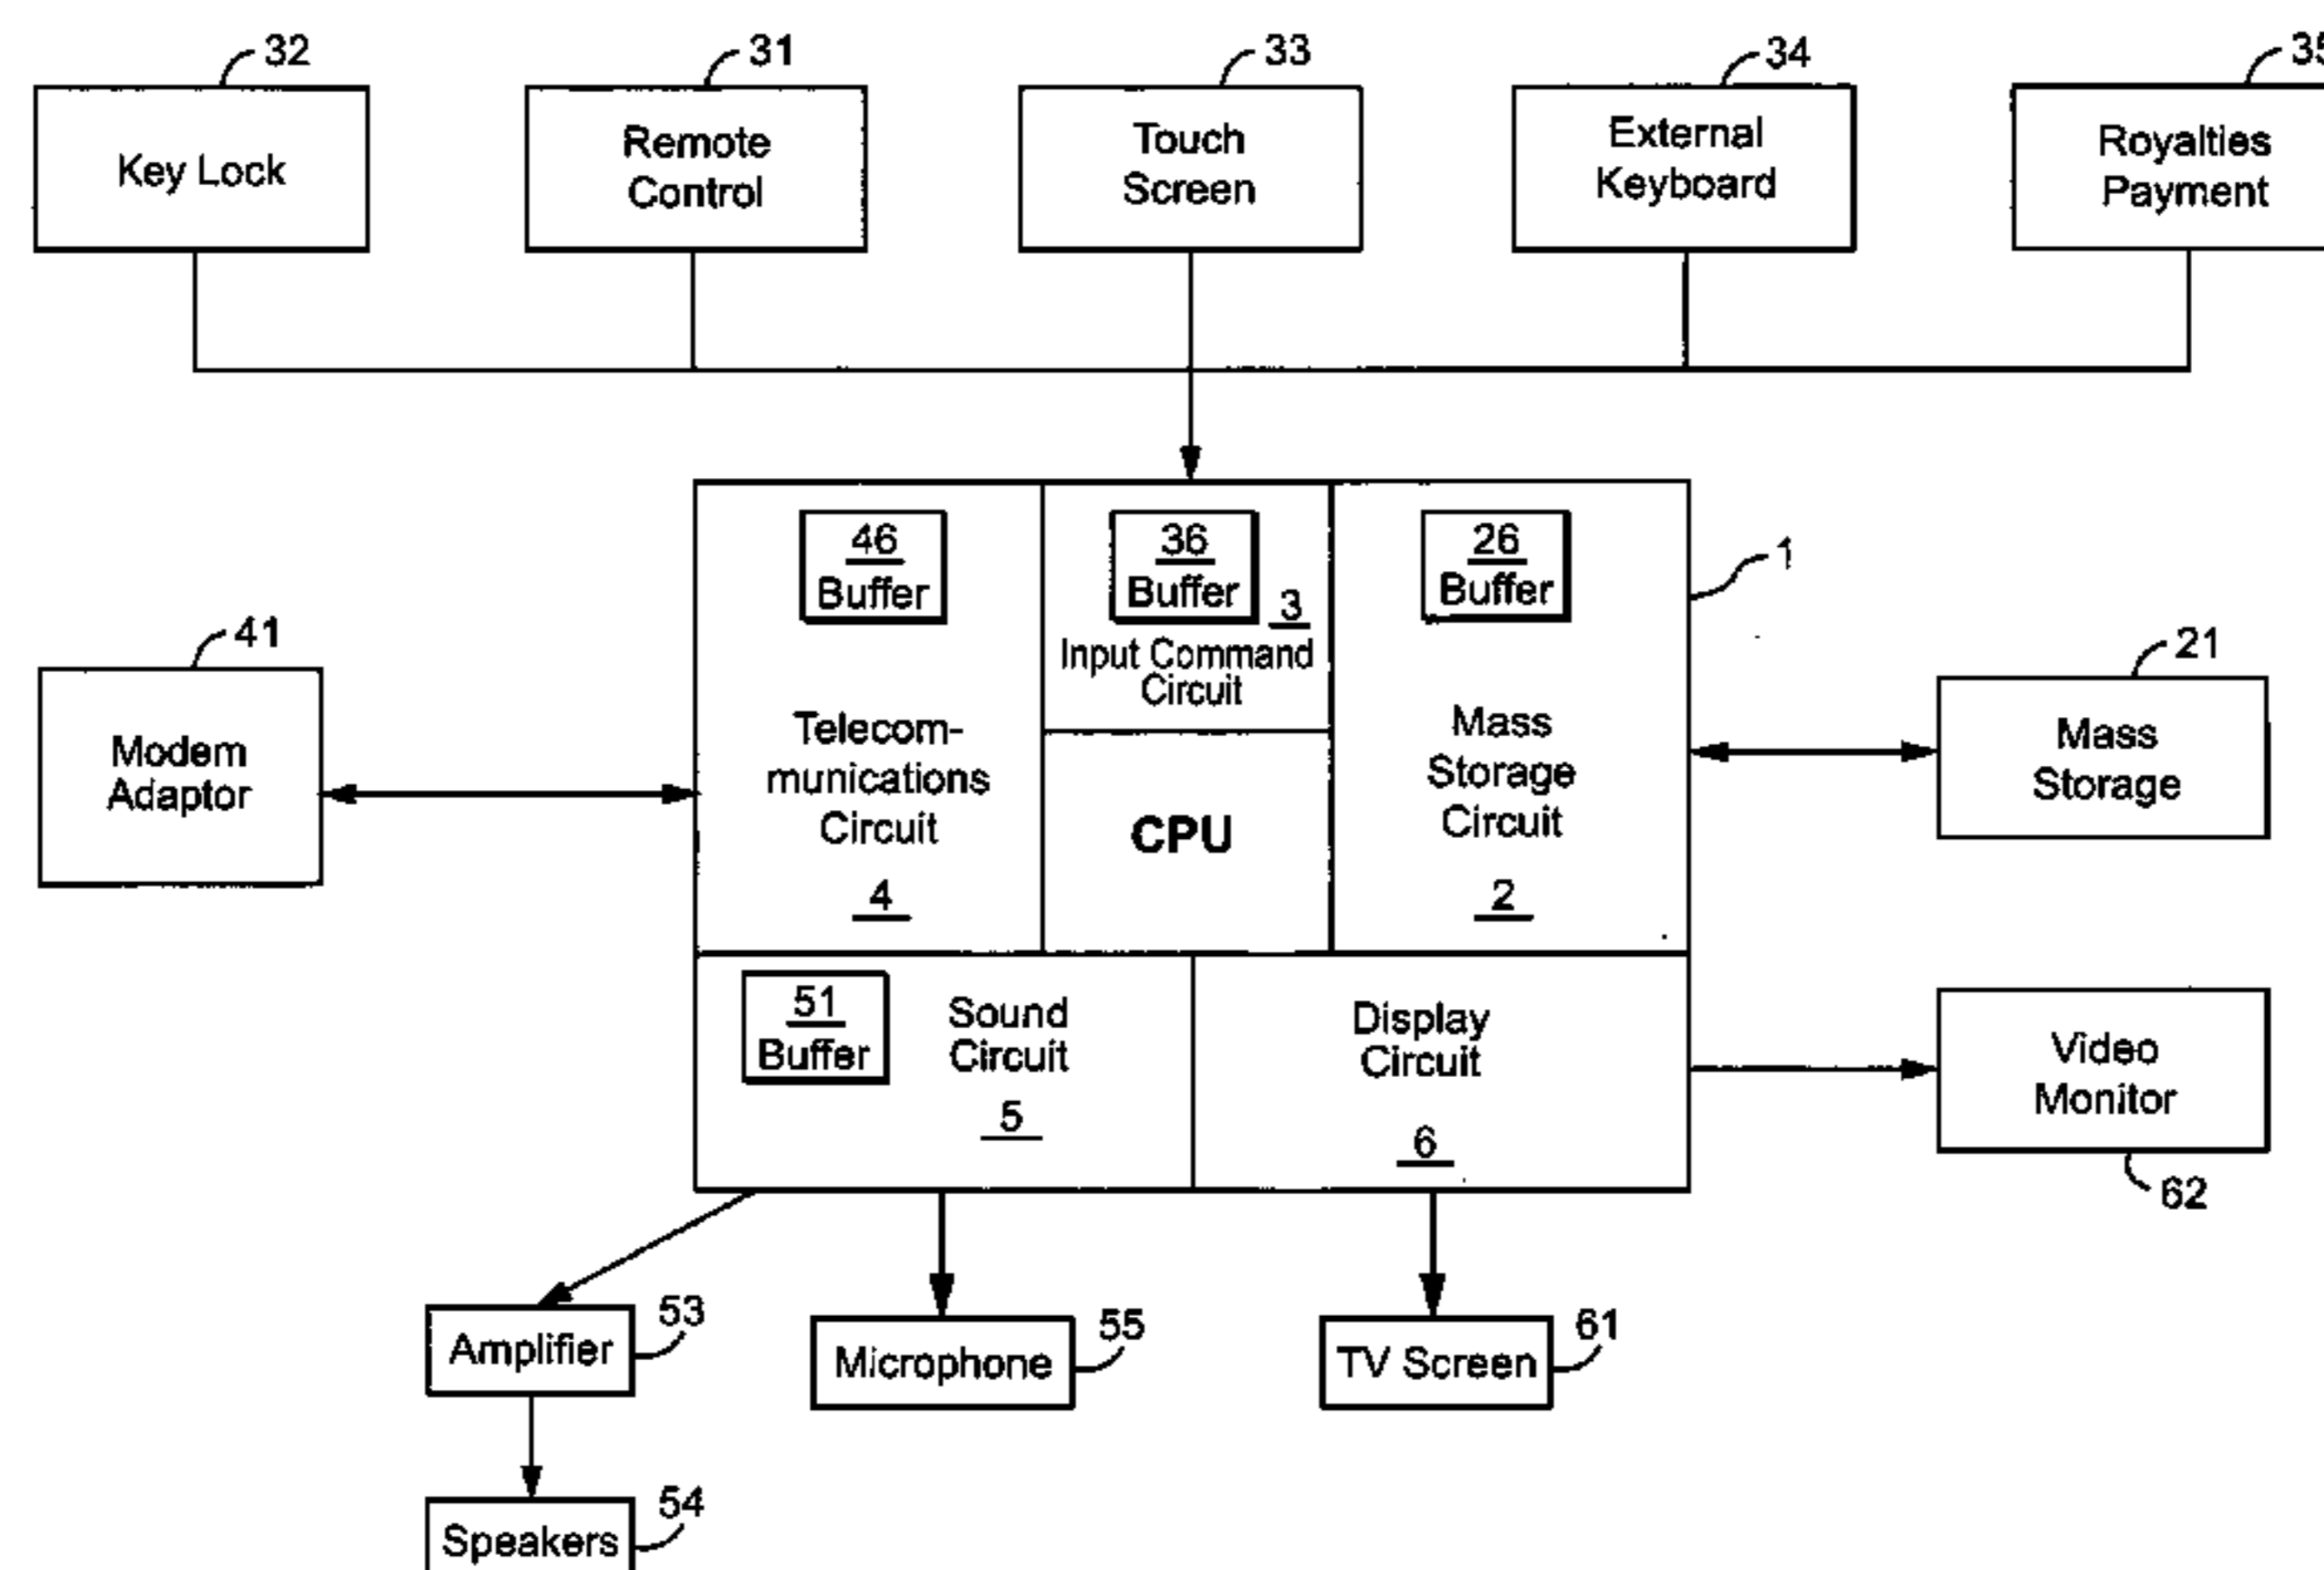 32
31
33
34
35
Key Lock
Remote
Control
Touch
Screen
External
Keyboard
Royalties
Payment
46
Buffer
36
Buffer
3
Input Command
Circuit
26
Buffer
1
41
Modem
Adaptor
Telecom-
munications
Circuit
4
CPU
Mass
Storage
Circuit
2
21
Mass
Storage
51
Buffer
Sound
Circuit
5
Display
Circuit
6
Video
Monitor
62
Amplifier
53
Microphone
55
TV Screen
61
Speakers
54